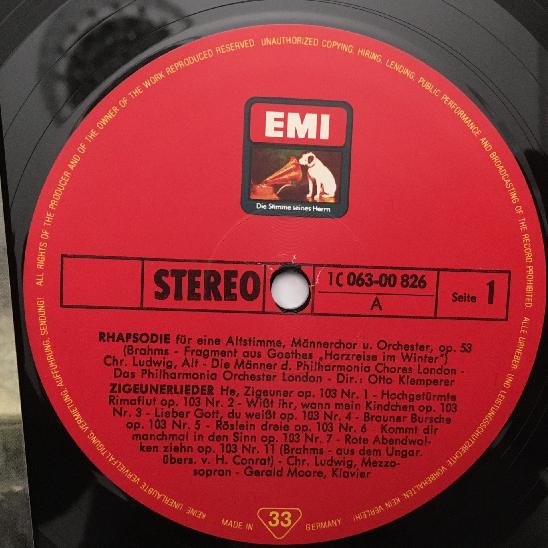 ALL RIGHTS OF THE PRODUCER AND OF THE OWNER OF THE WORK REPRODUCED RESERVED UNAUTHORIZED COPYING, HIRING, LENDING, PUBLIC PERFORMANCE AND BROADCASTING OF THE RECORD PROHIBITED
ALLE URHEBER- UND LEISTUNGSSCHUTZRECHTE VORBEHALTEN. KEIN VERLEIH! KEINE UNERLAUBTE VERVIELFÄLTIGUNG, VERMIETUNG, AUFFÜHRUNG, SENDUNG!
EMI
Die Stimme seines Herrn
STEREO
1C 063-00 826
A
Seite 1
RHAPSODIE für eine Altstimme, Männerchor u. Orchester, op. 53
(Brahms - Fragment aus Goethes „Harzreise im Winter")
Chr. Ludwig, Alt - Die Männer d. Philharmonia Chores London -
Das Philharmonia Orchester London - Dir.: Otto Klemperer
ZIGEUNERLIEDER He, Zigeuner op. 103 Nr. 1 - Hochgetürmte
Rimaflut op. 103 Nr. 2 - Wißt ihr, wann mein Kindchen op. 103
Nr. 3 - Lieber Gott, du weißt op. 103 Nr. 4 - Brauner Bursche
op. 103 Nr. 5 - Röslein dreie op. 103 Nr. 6 - Kommt dir
manchmal in den Sinn op. 103 Nr. 7 - Rote Abendwol-
ken ziehn op. 103 Nr. 11 (Brahms - aus dem Ungar.
übers. v. H. Conrat) - Chr. Ludwig, Mezzo-
sopran - Gerald Moore, Klavier
MADE IN
33
GERMANY